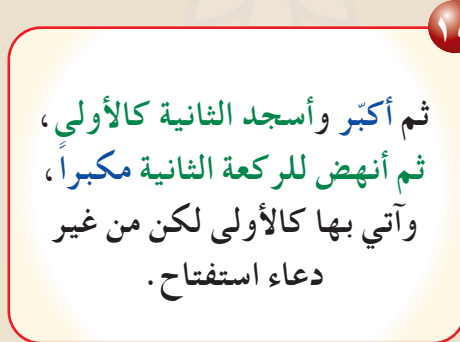 ثم أكبّر وأسجد الثانية كالأولى،
ثم أنهض للركعة الثانية مكبراً،
وآتي بها كالأولى لكن من غير
دعاء استفتاح.